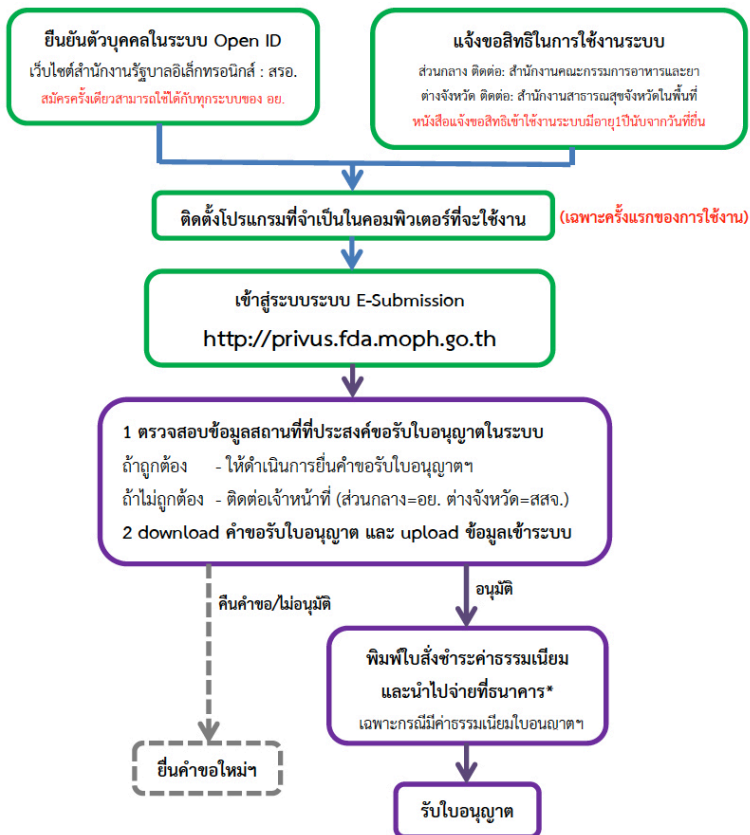 ยืนยันตัวบุคคลในระบบ Open ID
เว็บไซต์สำนักงานรัฐบาลอิเล็กทรอนิกส์ : สรอ.
สมัครครั้งเดียวสามารถใช้ได้กับทุกระบบของ อย.
แจ้งขอสิทธิในการใช้งานระบบ
ส่วนกลาง ติดต่อ: สำนักงานคณะกรรมการอาหารและยา
ต่างจังหวัด ติดต่อ: สำนักงานสาธารณสุขจังหวัดในพื้นที่
หนังสือแจ้งขอสิทธิเข้าใช้งานระบบมีอายุ1ปีนับจากวันที่ยื่น
ติดตั้งโปรแกรมที่จำเป็นในคอมพิวเตอร์ที่จะใช้งาน
(เฉพาะครั้งแรกของการใช้งาน)
เข้าสู่ระบบระบบ E-Submission
http://privus.fda.moph.go.th
1 ตรวจสอบข้อมูลสถานที่ที่ประสงค์ขอรับใบอนุญาตในระบบ
ถ้าถูกต้อง - ให้ดำเนินการยื่นคำขอรับใบอนุญาตฯ
ถ้าไม่ถูกต้อง - ติดต่อเจ้าหน้าที่ (ส่วนกลาง=อย. ต่างจังหวัด=สสจ.)
2 download คำขอรับใบอนุญาต และ upload ข้อมูลเข้าระบบ
คืนคำขอ/ไม่อนุมัติ
อนุมัติ
พิมพ์ใบสั่งชำระค่าธรรมเนียม
และนำไปจ่ายที่ธนาคาร*
เฉพาะกรณีมีค่าธรรมเนียมใบอนุญาตฯ
ยื่นคำขอใหม่ฯ
รับใบอนุญาต